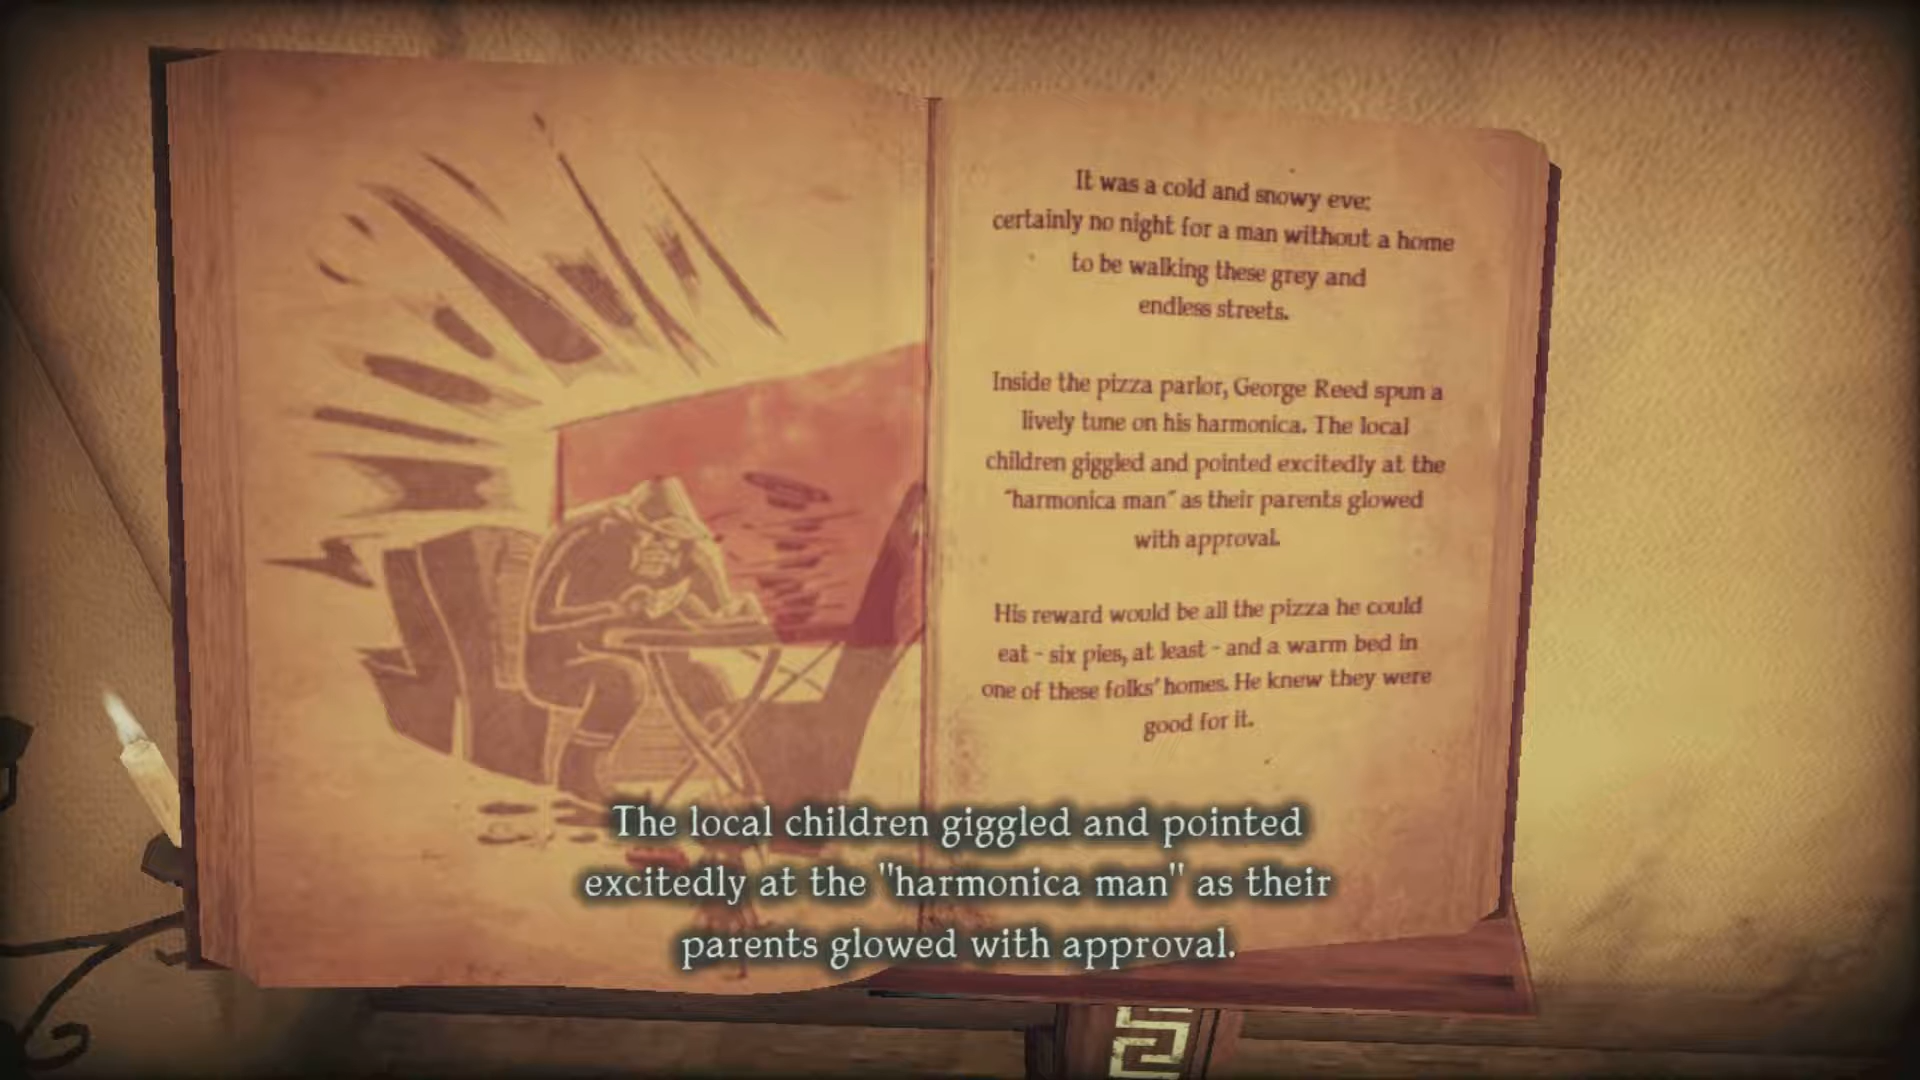 It was a cold and snowy eve:
certainly no night for a man without a home
to be walking these grey and
endless streets.
Inside the pizza parlor, George Reed spun a
lively tune on his harmonica. The local
children giggled and pointed excitedly at the
"harmonica man" as their parents glowed
with approval.
His reward would be all the pizza he could
eat - six pies, at least - and a warm bed in
one of these folks' homes. He knew they were
good for it.
The local children giggled and pointed
excitedly at the "harmonica man" as their
parents glowed with approval.